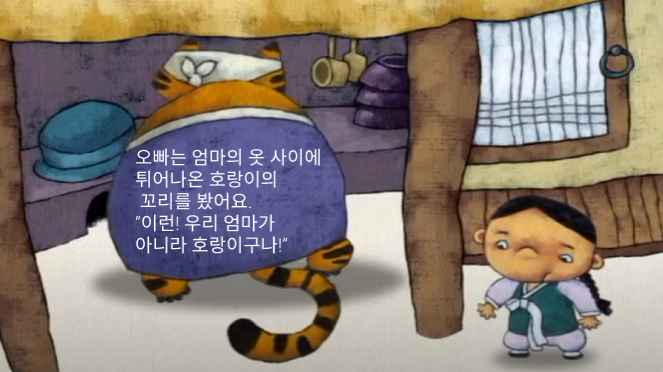 오빠는 엄마의 옷 사이에
튀어나온 호랑이의
꼬리를 봤어요.
“이런! 우리 엄마가
아니라 호랑이구나!”